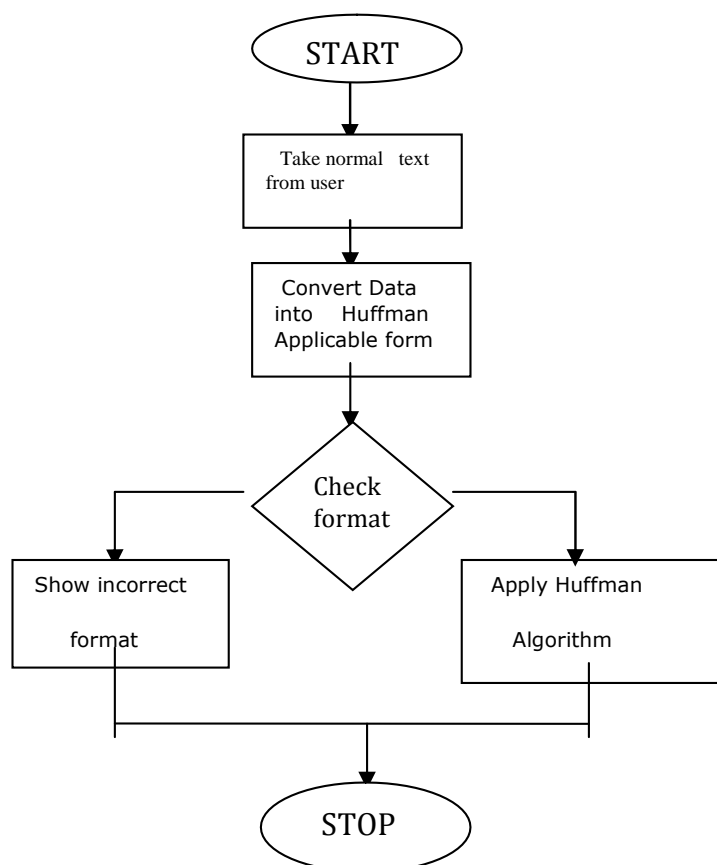 START
Take normal text
from user
Convert Data
into Huffman
Applicable form
Check
format
Show incorrect
format
Apply Huffman
Algorithm
STOP